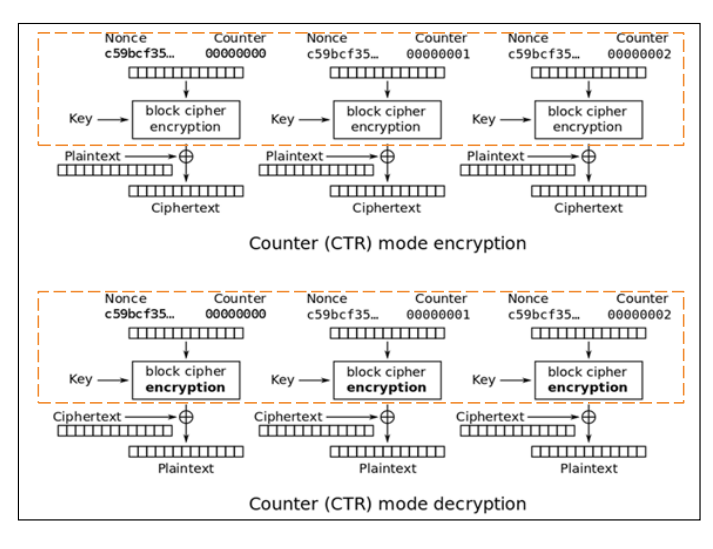 Nonce Counter Nonce Counter Nonce Counter
c59bcf35… 00000000 c59bcf35… 00000001 c59bcf35… 00000002
Key block cipher encryption Key block cipher encryption Key block cipher encryption
Plaintext Plaintext Plaintext
Ciphertext Ciphertext Ciphertext
Counter (CTR) mode encryption
Nonce Counter Nonce Counter Nonce Counter
c59bcf35… 00000000 c59bcf35… 00000001 c59bcf35… 00000002
Key block cipher encryption Key block cipher encryption Key block cipher encryption
Ciphertext Ciphertext Ciphertext
Plaintext Plaintext Plaintext
Counter (CTR) mode decryption